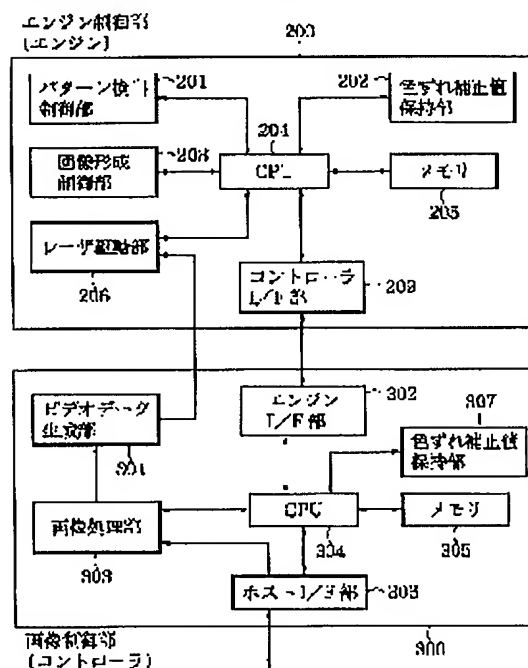 エンジン制御部
(エンジン)
200
パターン検
制御部
201
202
色ずれ補正値
保持部
204
画像形成
制御部
CPU
メモリ
205
レーザ駆動部
206
コントローラ
I/F部
209
ビデオデータ
生成部
301
エンジン
I/F部
302
307
色ずれ補正値
保持部
画像処理部
CPU
304
メモリ
305
ホストI/F部
303
画像制御部
(コントローラ)
300